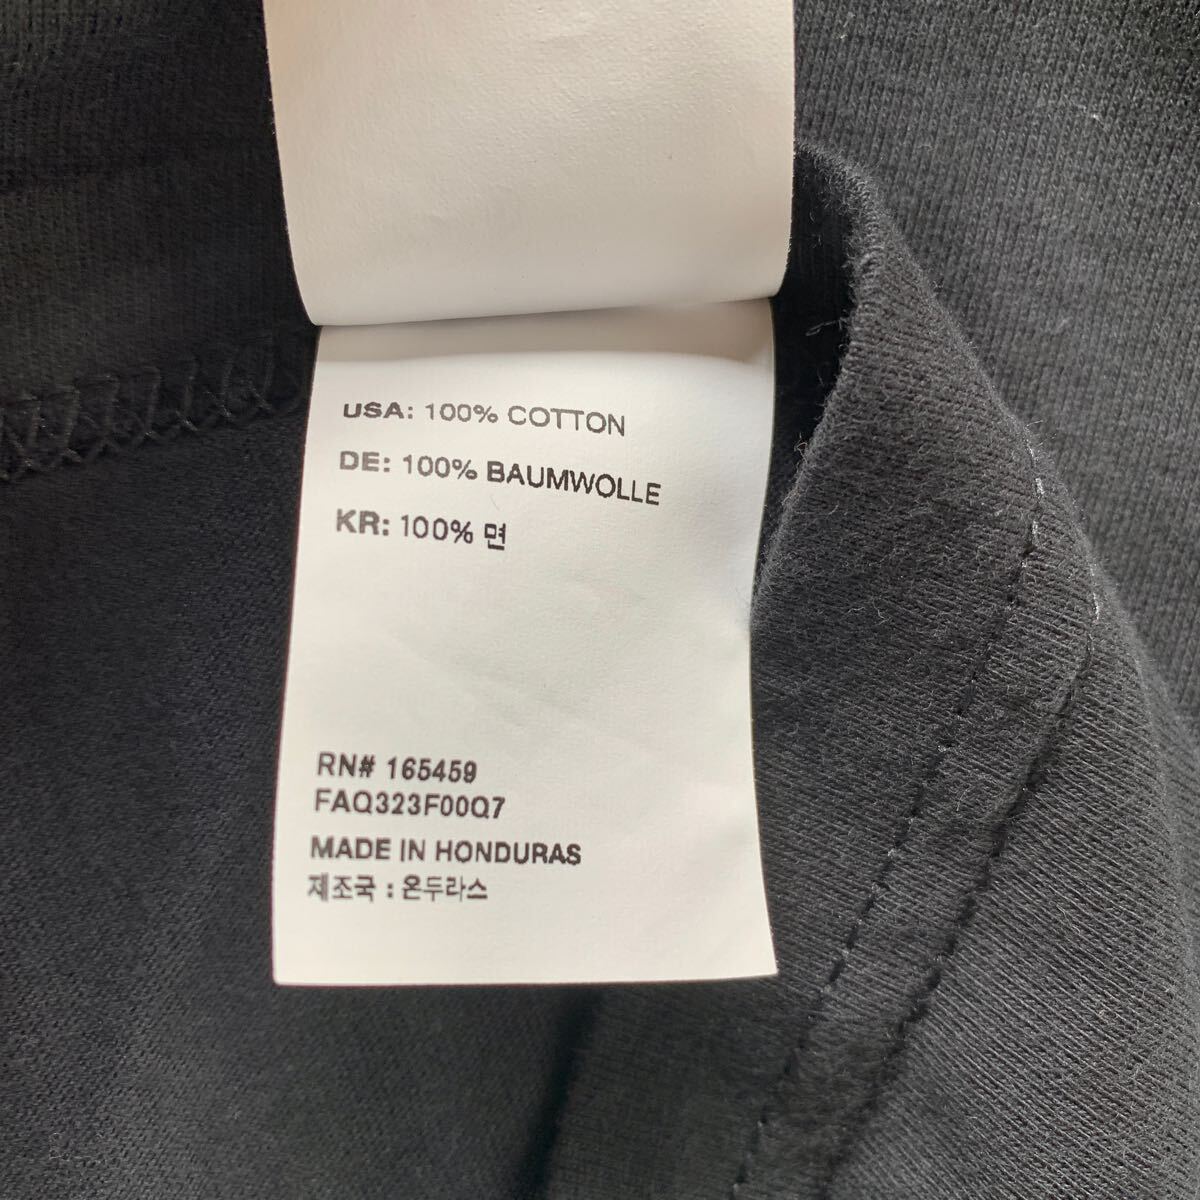 USA: 100% COTTON
DE: 100% BAUMWOLLE
KR: 100% 면
RN# 165459
FAQ323F00Q7
MADE IN HONDURAS
제조국 : 온두라스